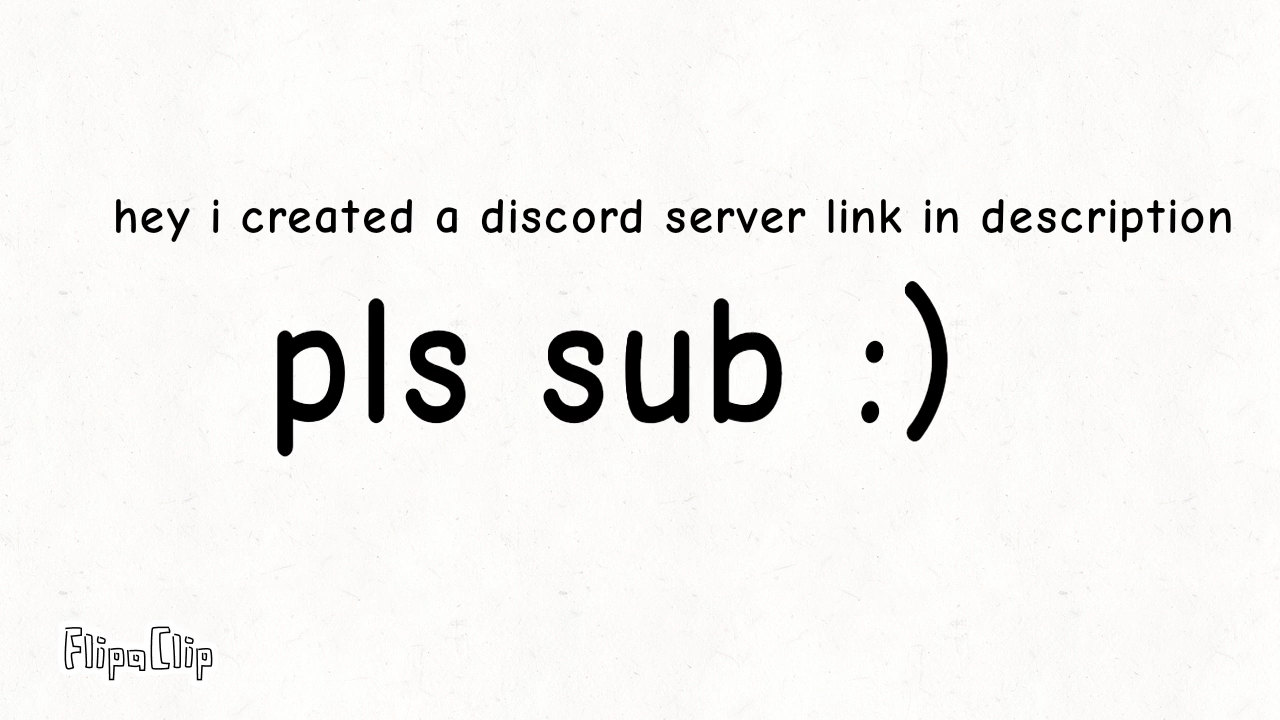 hey i created a discord server link in description
pls sub :)
FlipaClip